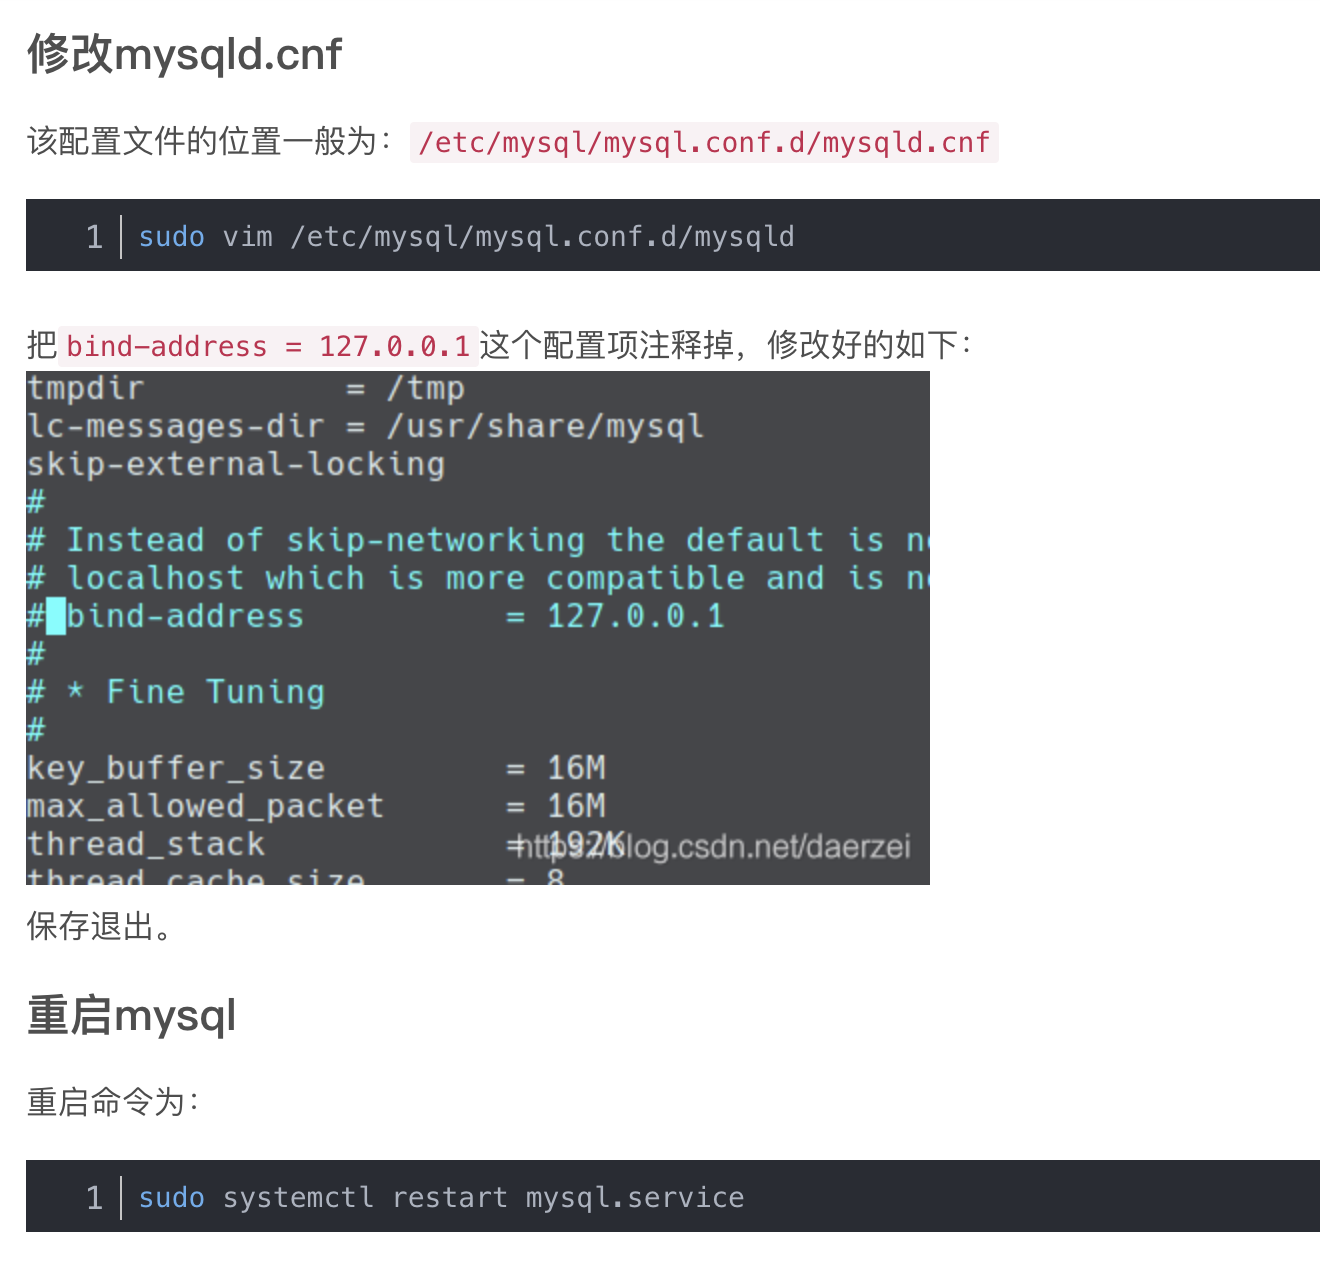 修改mysqld.cnf
该配置文件的位置一般为：/etc/mysql/mysql.conf.d/mysqld.cnf
1 sudo vim /etc/mysql/mysql.conf.d/mysqld
把bind-address = 127.0.0.1这个配置项注释掉，修改好的如下：
tmpdir = /tmp
lc-messages-dir = /usr/share/mysql
skip-external-locking
#
# Instead of skip-networking the default is
# localhost which is more compatible and is
# bind-address = 127.0.0.1
#
# * Fine Tuning
#
key_buffer_size = 16M
max_allowed_packet = 16M
thread_stack = 192K
https://blog.csdn.net/daerzei
thread_cache_size = 8
保存退出。
重启mysql
重启命令为：
1 sudo systemctl restart mysql.service